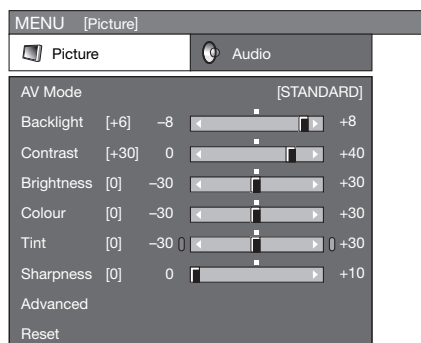 MENU [Picture]
Picture Audio
AV Mode [STANDARD]
Backlight [+6] –8 +8
Contrast [+30] 0 +40
Brightness [0] –30 +30
Colour [0] –30 +30
Tint [0] –30 +30
Sharpness [0] 0 +10
Advanced
Reset